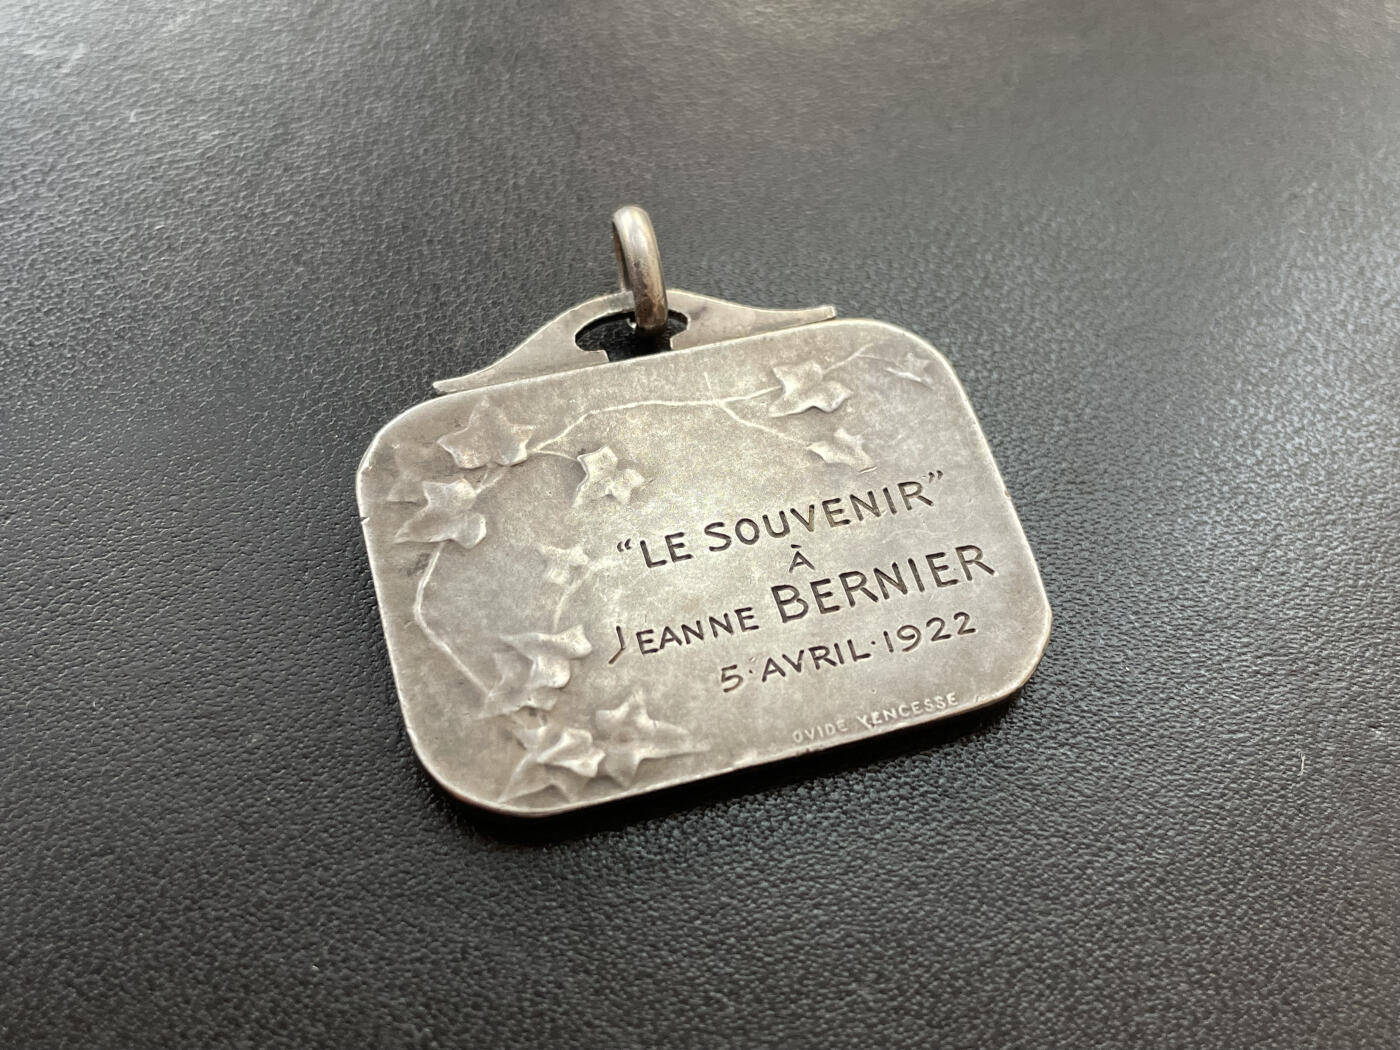 “LE SOUVENIR”
À
JEANNE BERNIER
5·AVRIL·1922
OVIDE YENCESSE